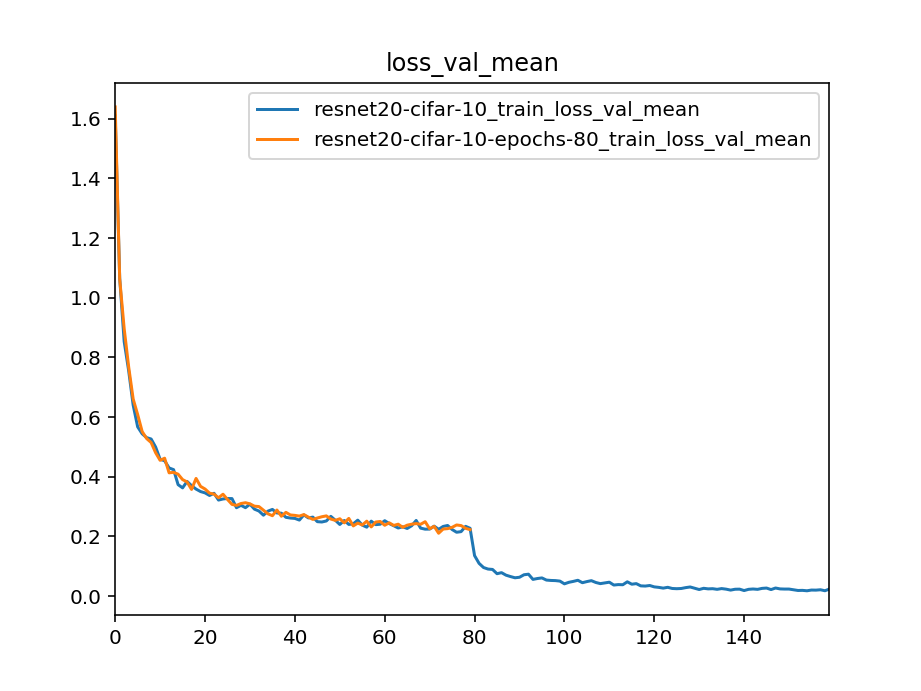 loss_val_mean
resnet20-cifar-10_train_loss_val_mean
resnet20-cifar-10-epochs-80_train_loss_val_mean
1.6
1.4
1.2
1.0
0.8
0.6
0.4
0.2
0.0
0 20 40 60 80 100 120 140